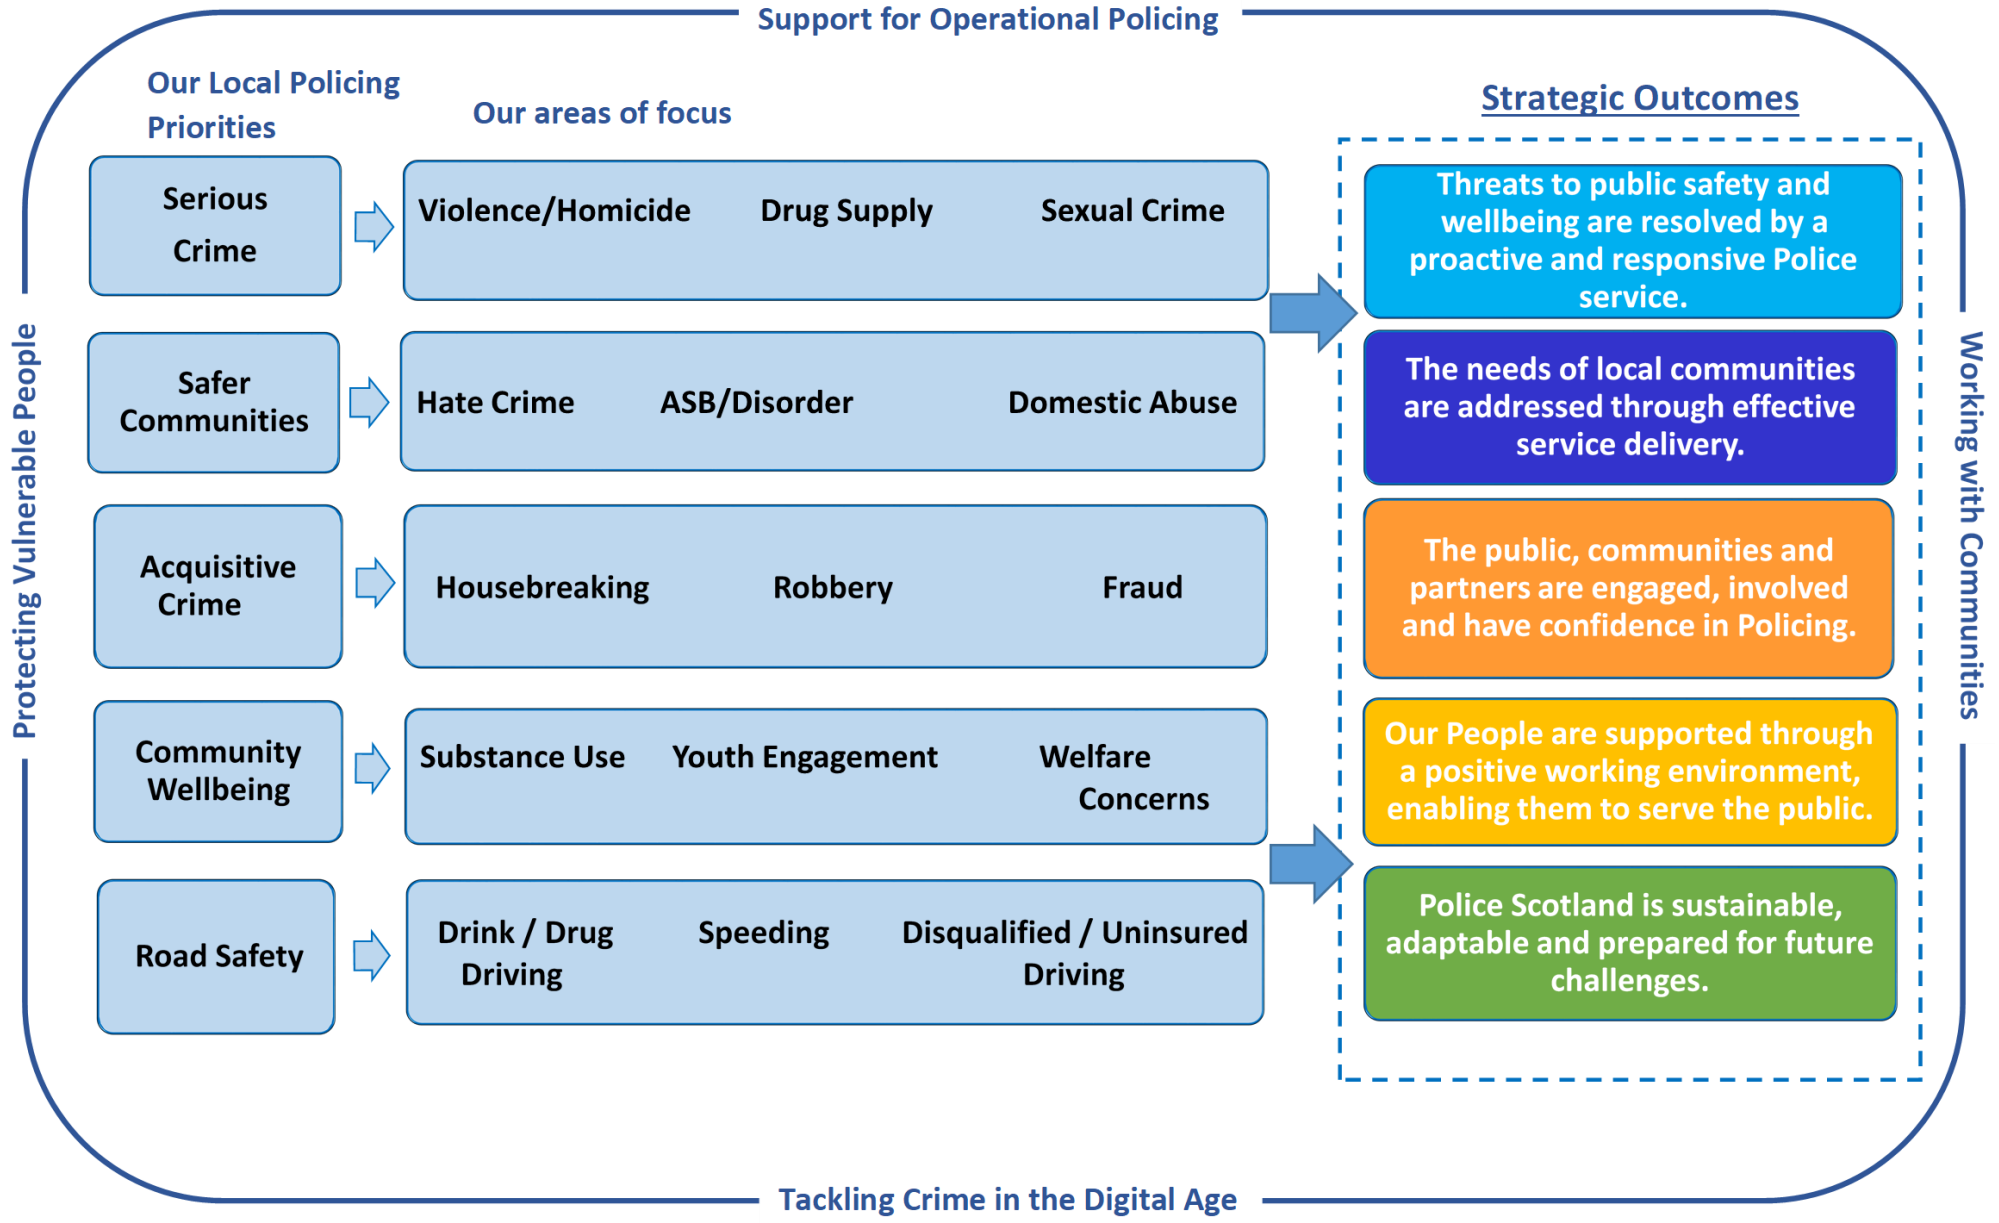 Support for Operational Policing
Our Local Policing
Priorities
Our areas of focus
Strategic Outcomes
Serious
Crime
Violence/Homicide Drug Supply Sexual Crime
Safer
Communities
Hate Crime ASB/Disorder Domestic Abuse
Acquisitive
Crime
Housebreaking Robbery Fraud
Community
Wellbeing
Substance Use Youth Engagement Welfare
Concerns
Road Safety
Drink / Drug Speeding Disqualified / Uninsured
Driving Driving
Threats to public safety and
wellbeing are resolved by a
proactive and responsive Police
service.
The needs of local communities
are addressed through effective
service delivery.
The public, communities and
partners are engaged, involved
and have confidence in Policing.
Our People are supported through
a positive working environment,
enabling them to serve the public.
Police Scotland is sustainable,
adaptable and prepared for future
challenges.
Protecting Vulnerable People
Working with Communities
Tackling Crime in the Digital Age